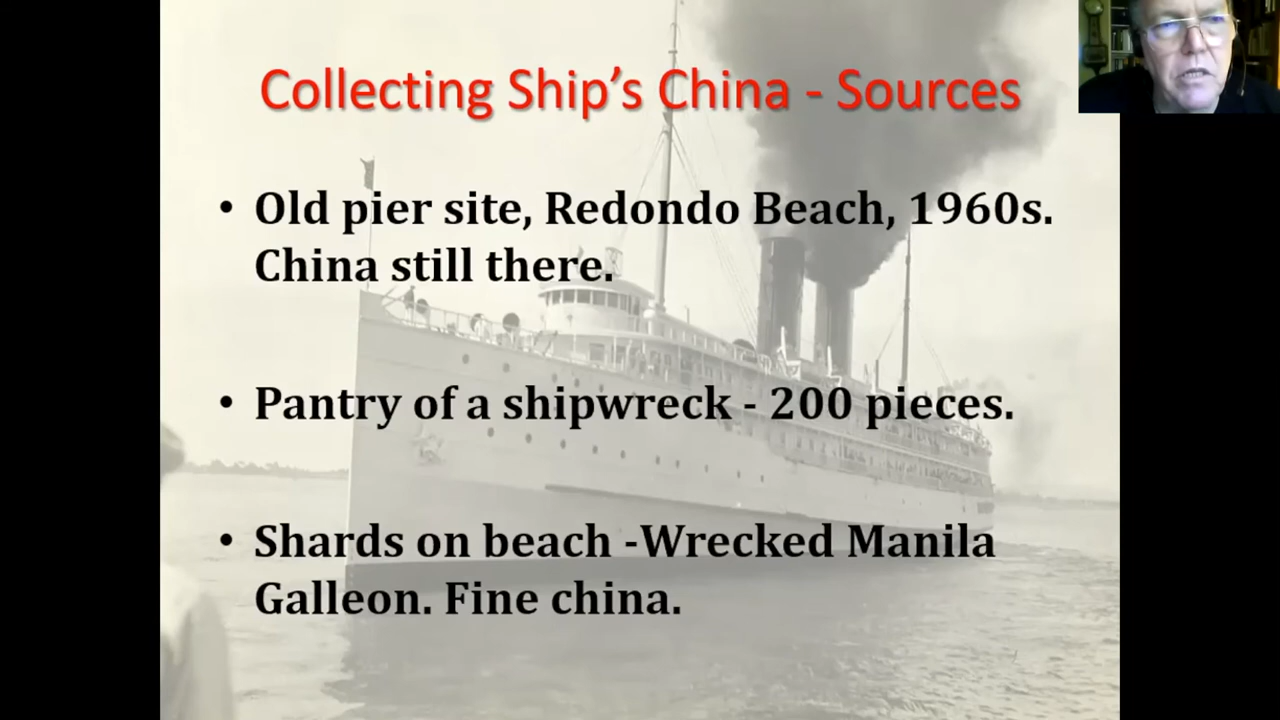 Collecting Ship's China - Sources
• Old pier site, Redondo Beach, 1960s.
China still there.
• Pantry of a shipwreck - 200 pieces.
• Shards on beach -Wrecked Manila
Galleon. Fine china.